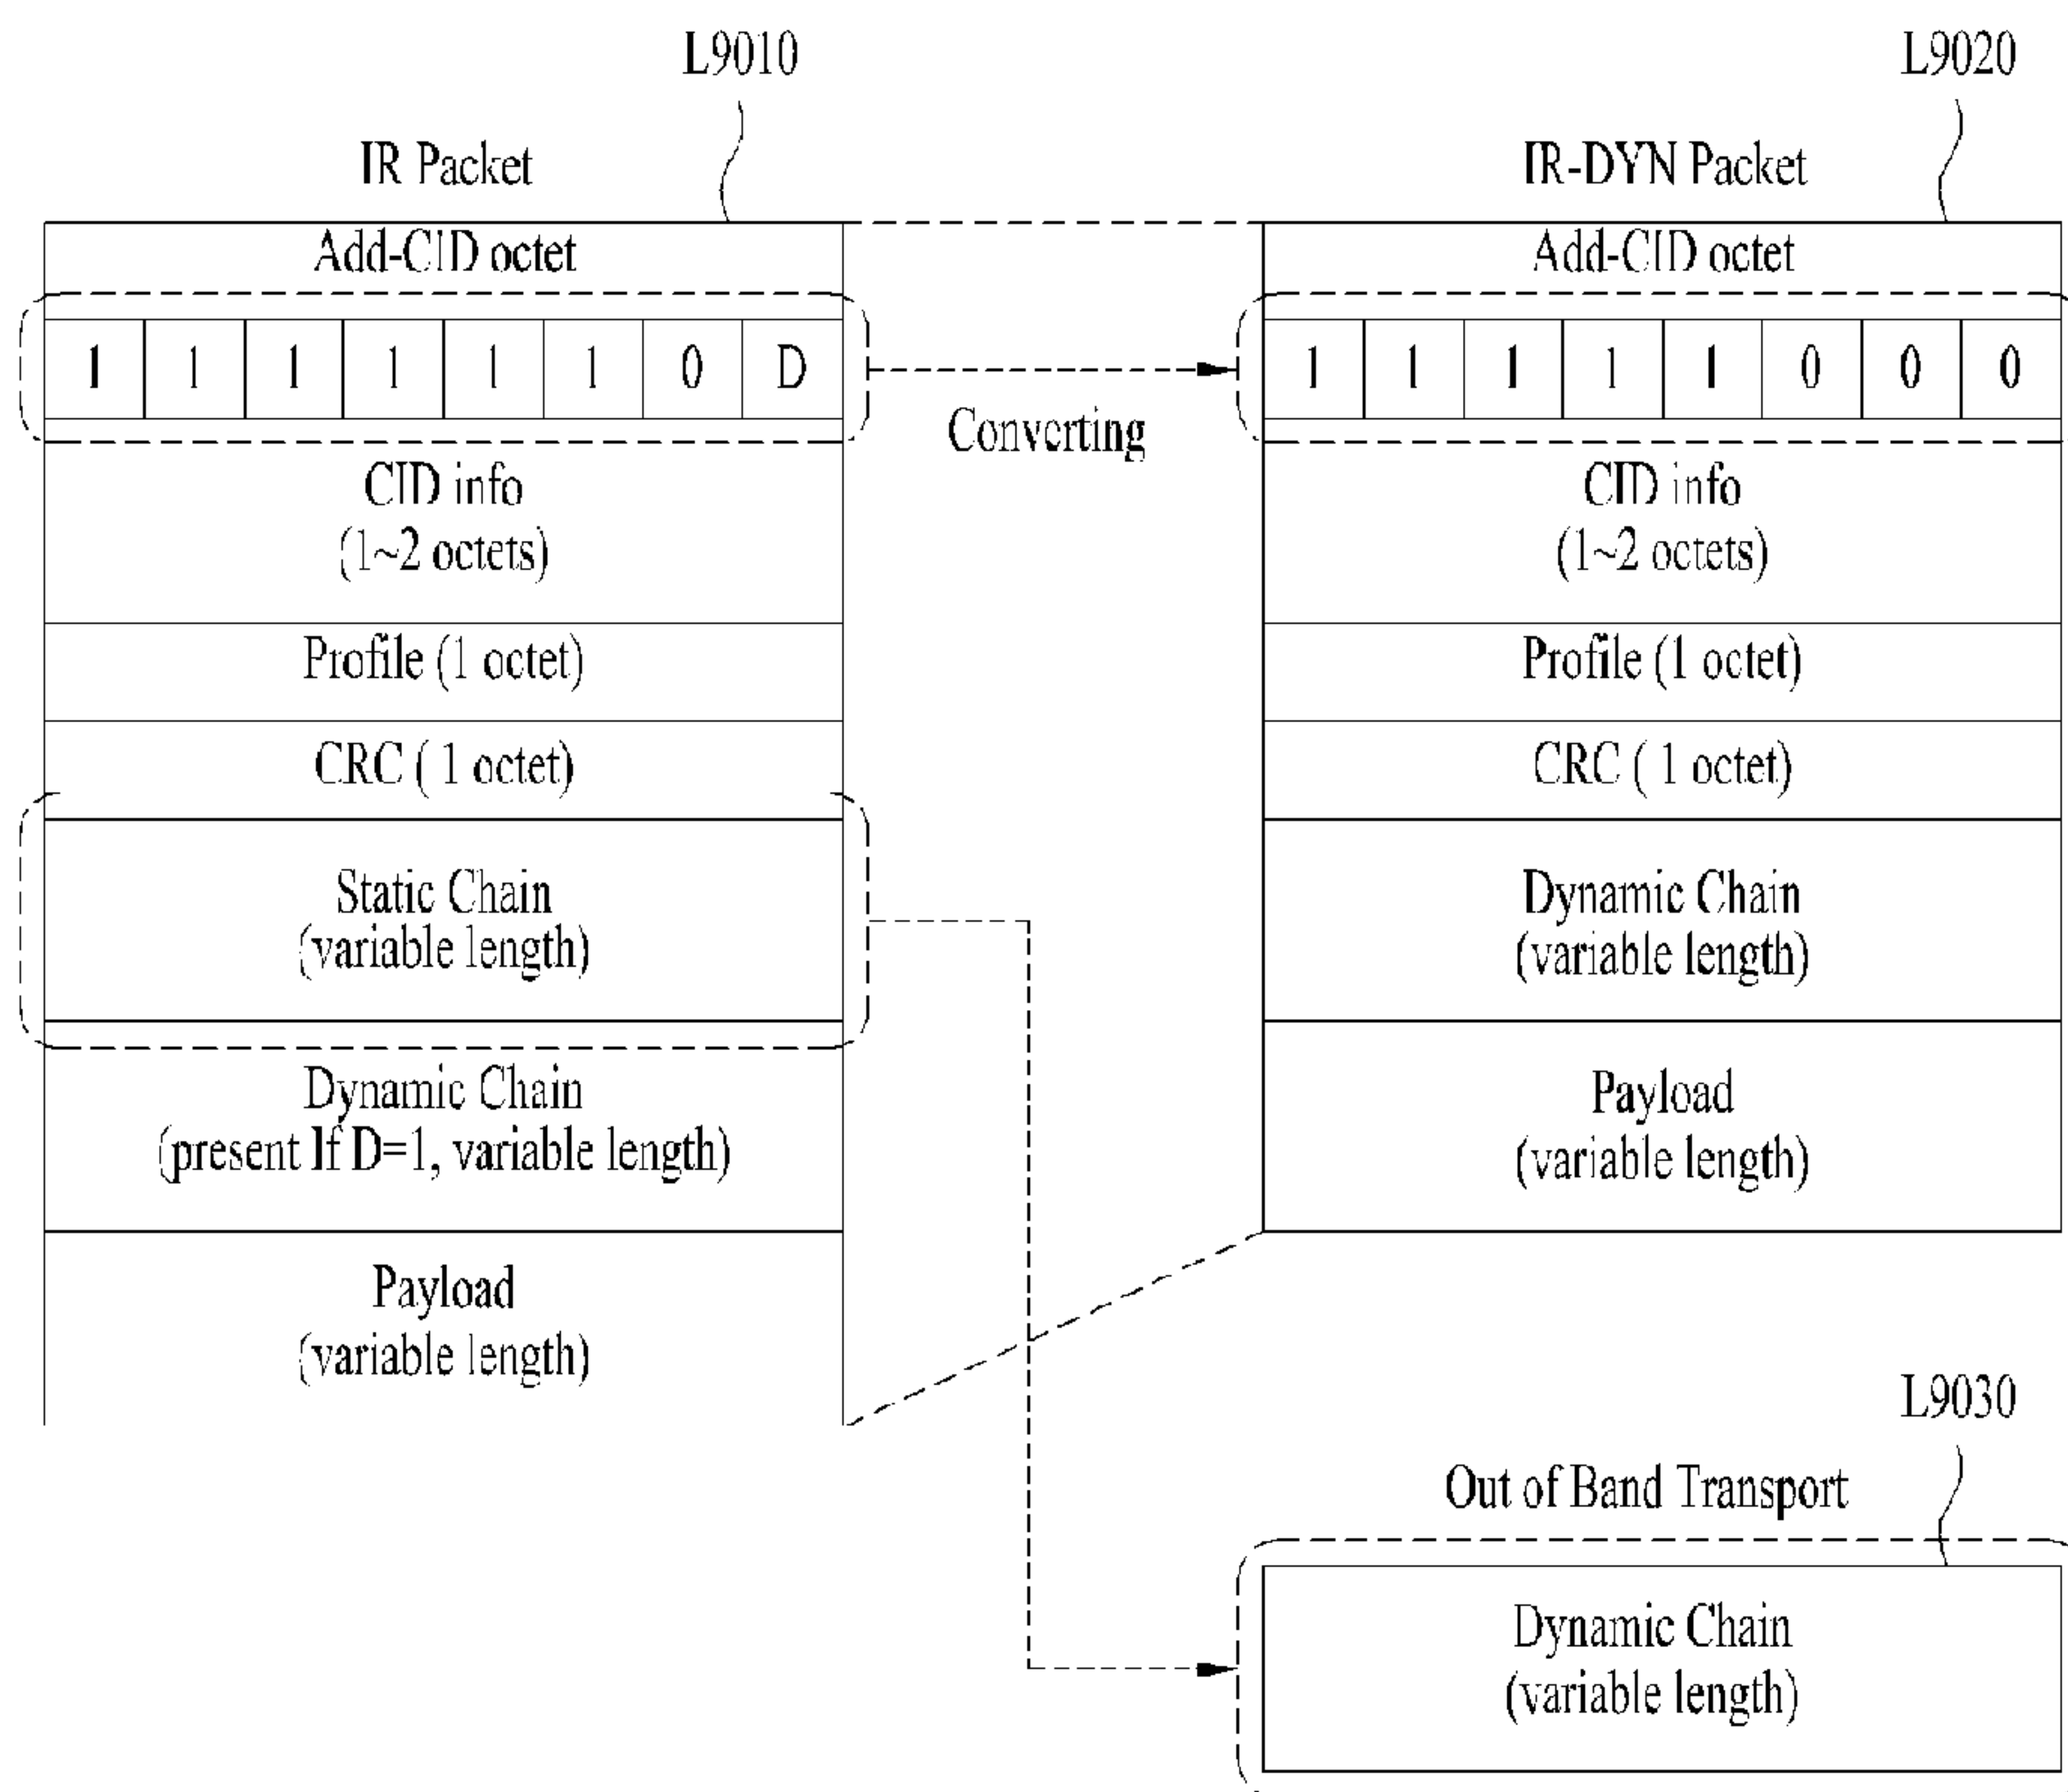 L9010
IR Packet
Add-CID octet
1 1 1 1 1 1 0 D
CID info
(1~2 octets)
Profile (1 octet)
CRC ( 1 octet)
Static Chain
(variable length)
Dynamic Chain
(present If D=1, variable length)
Payload
(variable length)
Converting
L9020
IR-DYN Packet
Add-CID octet
1 1 1 1 1 0 0 0
CID info
(1~2 octets)
Profile (1 octet)
CRC ( 1 octet)
Dynamic Chain
(variable length)
Payload
(variable length)
L9030
Out of Band Transport
Dynamic Chain
(variable length)